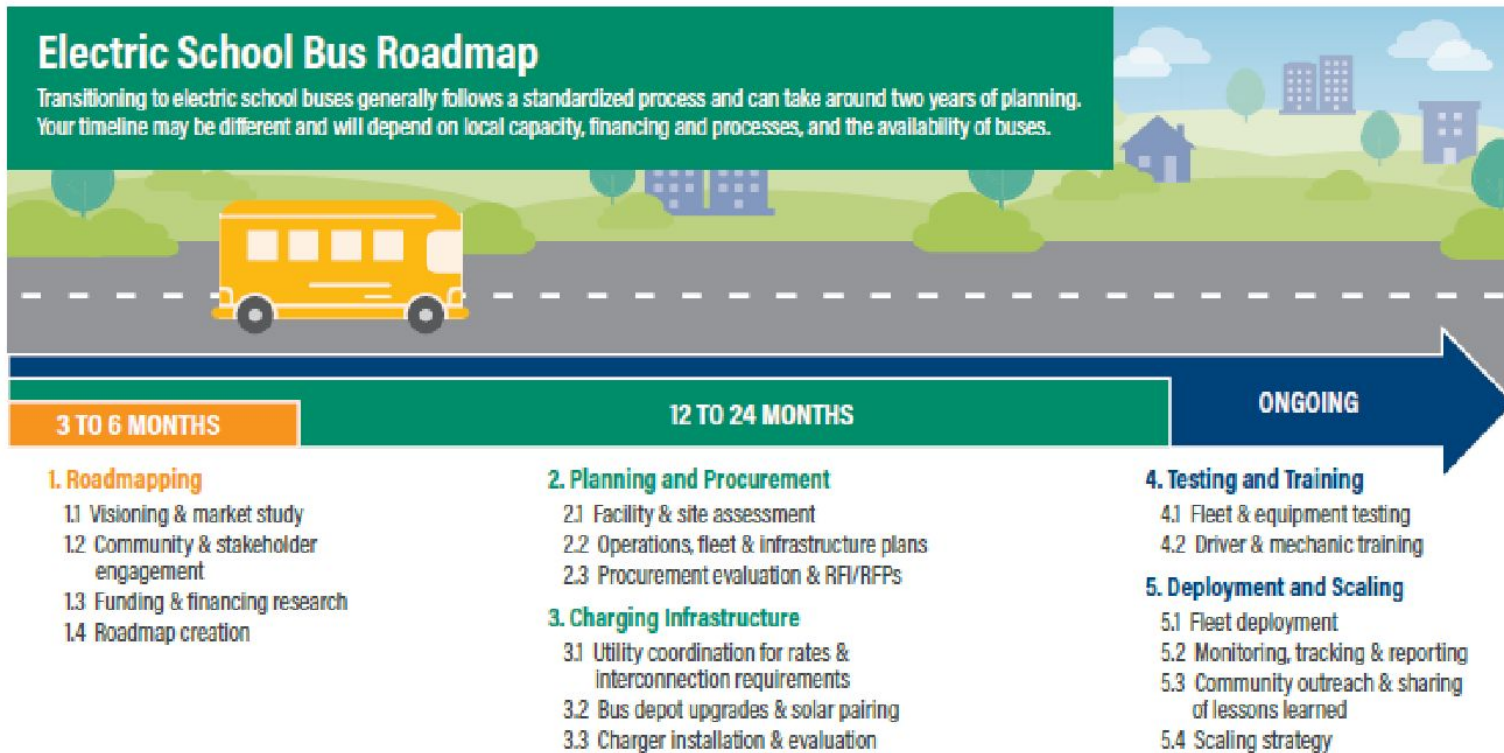 Electric School Bus Roadmap
Transitioning to electric school buses generally follows a standardized process and can take around two years of planning.
Your timeline may be different and will depend on local capacity, financing and processes, and the availability of buses.
3 TO 6 MONTHS
12 TO 24 MONTHS
ONGOING
1. Roadmapping
1.1 Visioning & market study
1.2 Community & stakeholder
engagement
1.3 Funding & financing research
1.4 Roadmap creation
2. Planning and Procurement
2.1 Facility & site assessment
2.2 Operations, fleet & infrastructure plans
2.3 Procurement evaluation & RFI/RFPs
3. Charging Infrastructure
3.1 Utility coordination for rates &
interconnection requirements
3.2 Bus depot upgrades & solar pairing
3.3 Charger installation & evaluation
4. Testing and Training
4.1 Fleet & equipment testing
4.2 Driver & mechanic training
5. Deployment and Scaling
5.1 Fleet deployment
5.2 Monitoring, tracking & reporting
5.3 Community outreach & sharing
of lessons learned
5.4 Scaling strategy